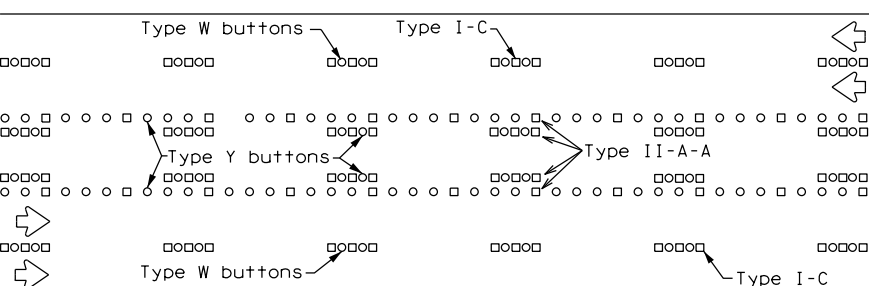 Type W buttons
Type I-C
Type Y buttons
Type II-A-A
Type W buttons
Type I-C